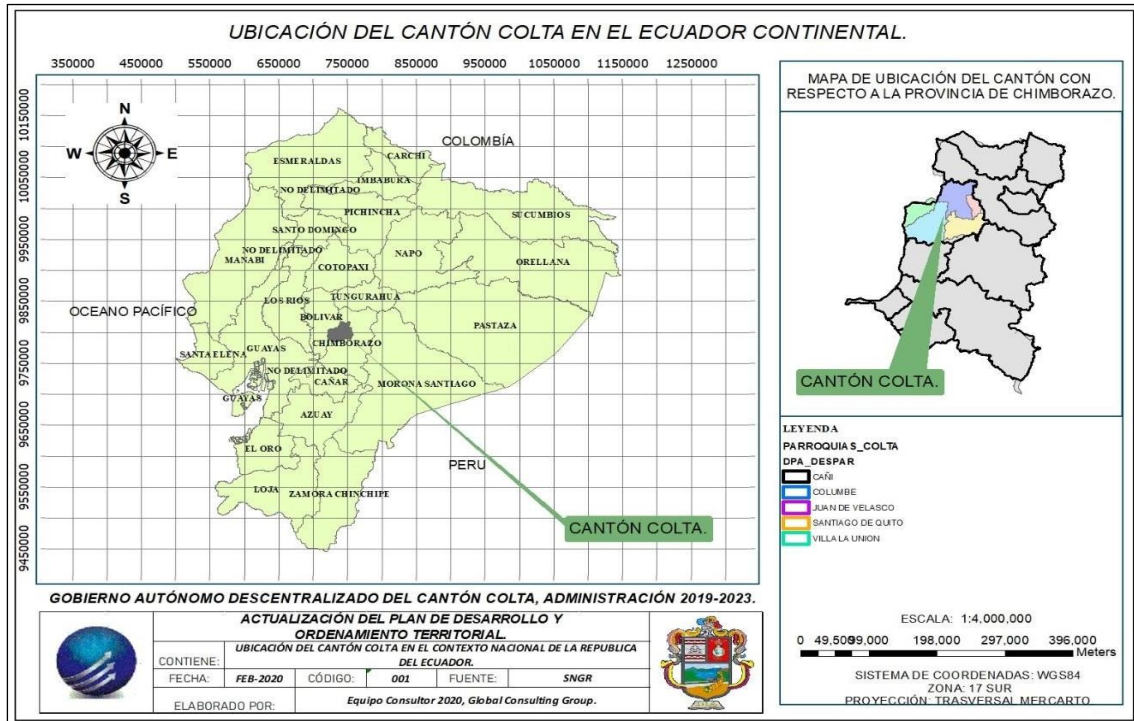 UBICACIÓN DEL CANTÓN COLTA EN EL ECUADOR CONTINENTAL.
350000 450000 550000 650000 750000 850000 950000 1050000 1150000 1250000
10150000
10050000
9950000
9850000
9750000
9650000
9550000
9450000
N
W E
S
COLOMBÍA
ESMERALDAS
CARCHI
IMBABURA
NO DELIMITADO
PICHINCHA
SUCUMBIOS
SANTO DOMINGO
NO DELIMITADO
MANABI
NAPO
COTOPAXI
ORELLANA
TUNGURAHUA
LOS RIOS
OCEANO PACÍFICO
BOLIVAR
PASTAZA
CHIMBORAZO
GUAYAS
SANTA ELENA
NO DELIMITADO
CAÑAR
MORONA SANTIAGO
GUAYAS
AZUAY
EL ORO
PERU
LOJA
ZAMORA CHINCHIPE
CANTÓN COLTA.
MAPA DE UBICACIÓN DEL CANTÓN CON
RESPECTO A LA PROVINCIA DE CHIMBORAZO.
CANTÓN COLTA.
LEYENDA
PARROQUIAS_COLTA
DPA_DESPAR
CAÑI
COLUMBE
JUAN DE VELASCO
SANTIAGO DE QUITO
VILLA LA UNION
ESCALA: 1:4,000,000
0 49,500 99,000 198,000 297,000 396,000
Meters
SISTEMA DE COORDENADAS: WGS84
ZONA: 17 SUR
PROYECCIÓN: TRASVERSAL MERCARTO
GOBIERNO AUTÓNOMO DESCENTRALIZADO DEL CANTÓN COLTA, ADMINISTRACIÓN 2019-2023.
ACTUALIZACIÓN DEL PLAN DE DESARROLLO Y
ORDENAMIENTO TERRITORIAL.
CONTIENE: UBICACIÓN DEL CANTÓN COLTA EN EL CONTEXTO NACIONAL DE LA REPUBLICA
DEL ECUADOR.
FECHA: FEB-2020 CÓDIGO: 001 FUENTE: SNGR
ELABORADO POR: Equipo Consultor 2020, Global Consulting Group.